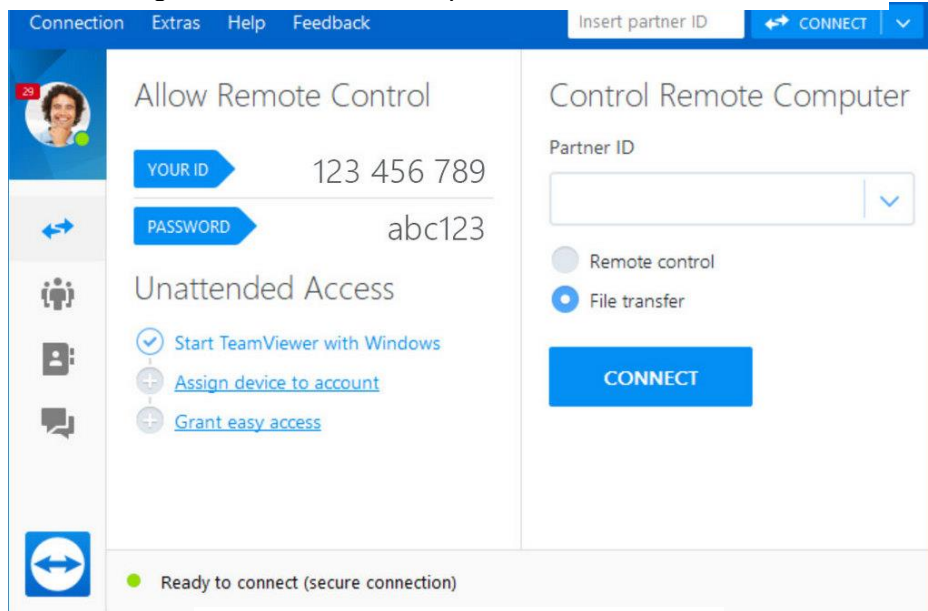 Connection Extras Help Feedback
Insert partner ID
CONNECT
29
Allow Remote Control
YOUR ID
123 456 789
PASSWORD
abc123
Unattended Access
Start TeamViewer with Windows
Assign device to account
Grant easy access
Control Remote Computer
Partner ID
Remote control
File transfer
CONNECT
Ready to connect (secure connection)